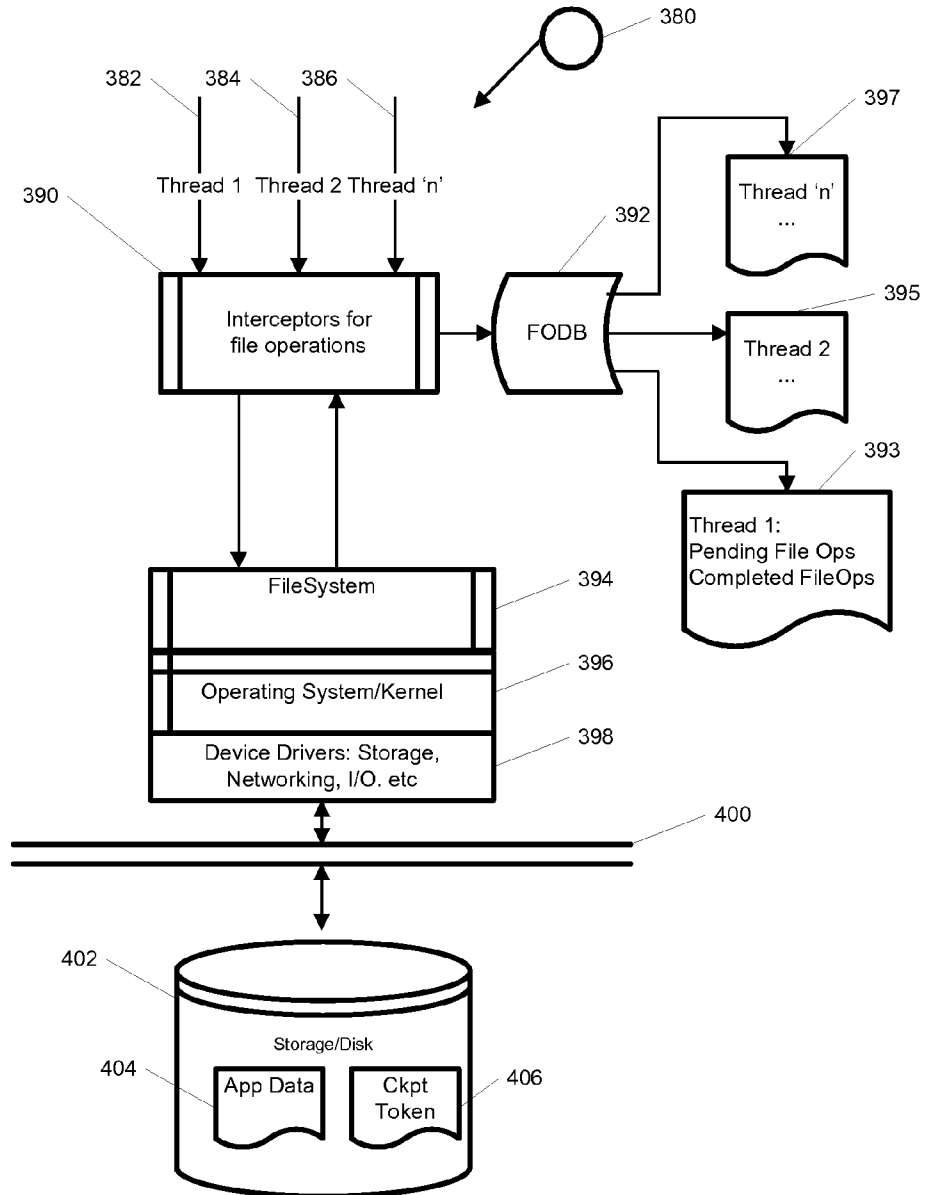 380
382
384
386
397
Thread 1
Thread 2
Thread ‘n’
390
392
Thread ‘n’
...
395
Interceptors for
file operations
FODB
Thread 2
...
393
Thread 1:
Pending File Ops
Completed FileOps
FileSystem
394
Operating System/Kernel
396
Device Drivers: Storage,
Networking, I/O. etc
398
400
402
Storage/Disk
404
App Data
Ckpt
Token
406